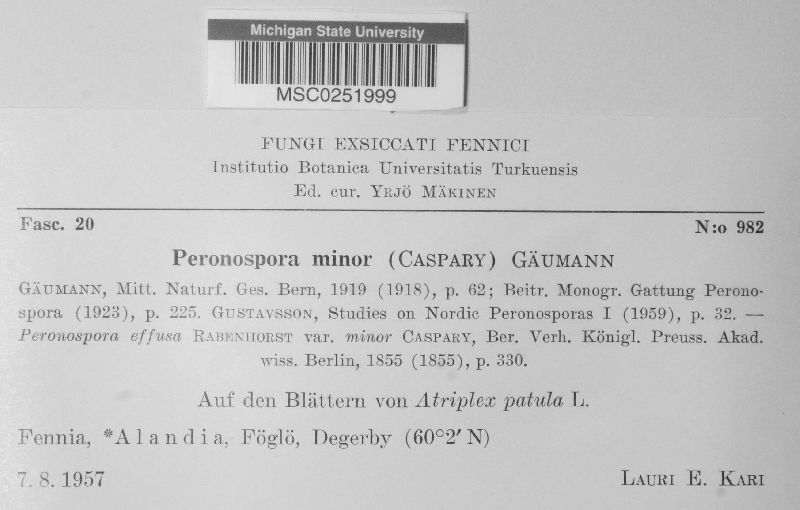 Michigan State University
MSC0251999
FUNGI EXSICCATI FENNICI
Institutio Botanica Universitatis Turkuensis
Ed. cur. YRJÖ MÄKINEN
Fasc. 20 N:o 982
Peronospora minor (CASPARY) GÄUMANN
GÄUMANN, Mitt. Naturf. Ges. Bern, 1919 (1918), p. 62; Beitr. Monogr. Gattung Perono-
spora (1923), p. 225. GUSTAVSSON, Studies on Nordic Peronosporas I (1959), p. 32. —
Peronospora effusa RABENHORST var. minor CASPARY, Ber. Verh. Königl. Preuss. Akad.
wiss. Berlin, 1855 (1855), p. 330.
Auf den Blättern von Atriplex patula L.
Fennia, *Alandia, Föglö, Degerby (60°2′ N)
7. 8. 1957 LAURI E. KARI